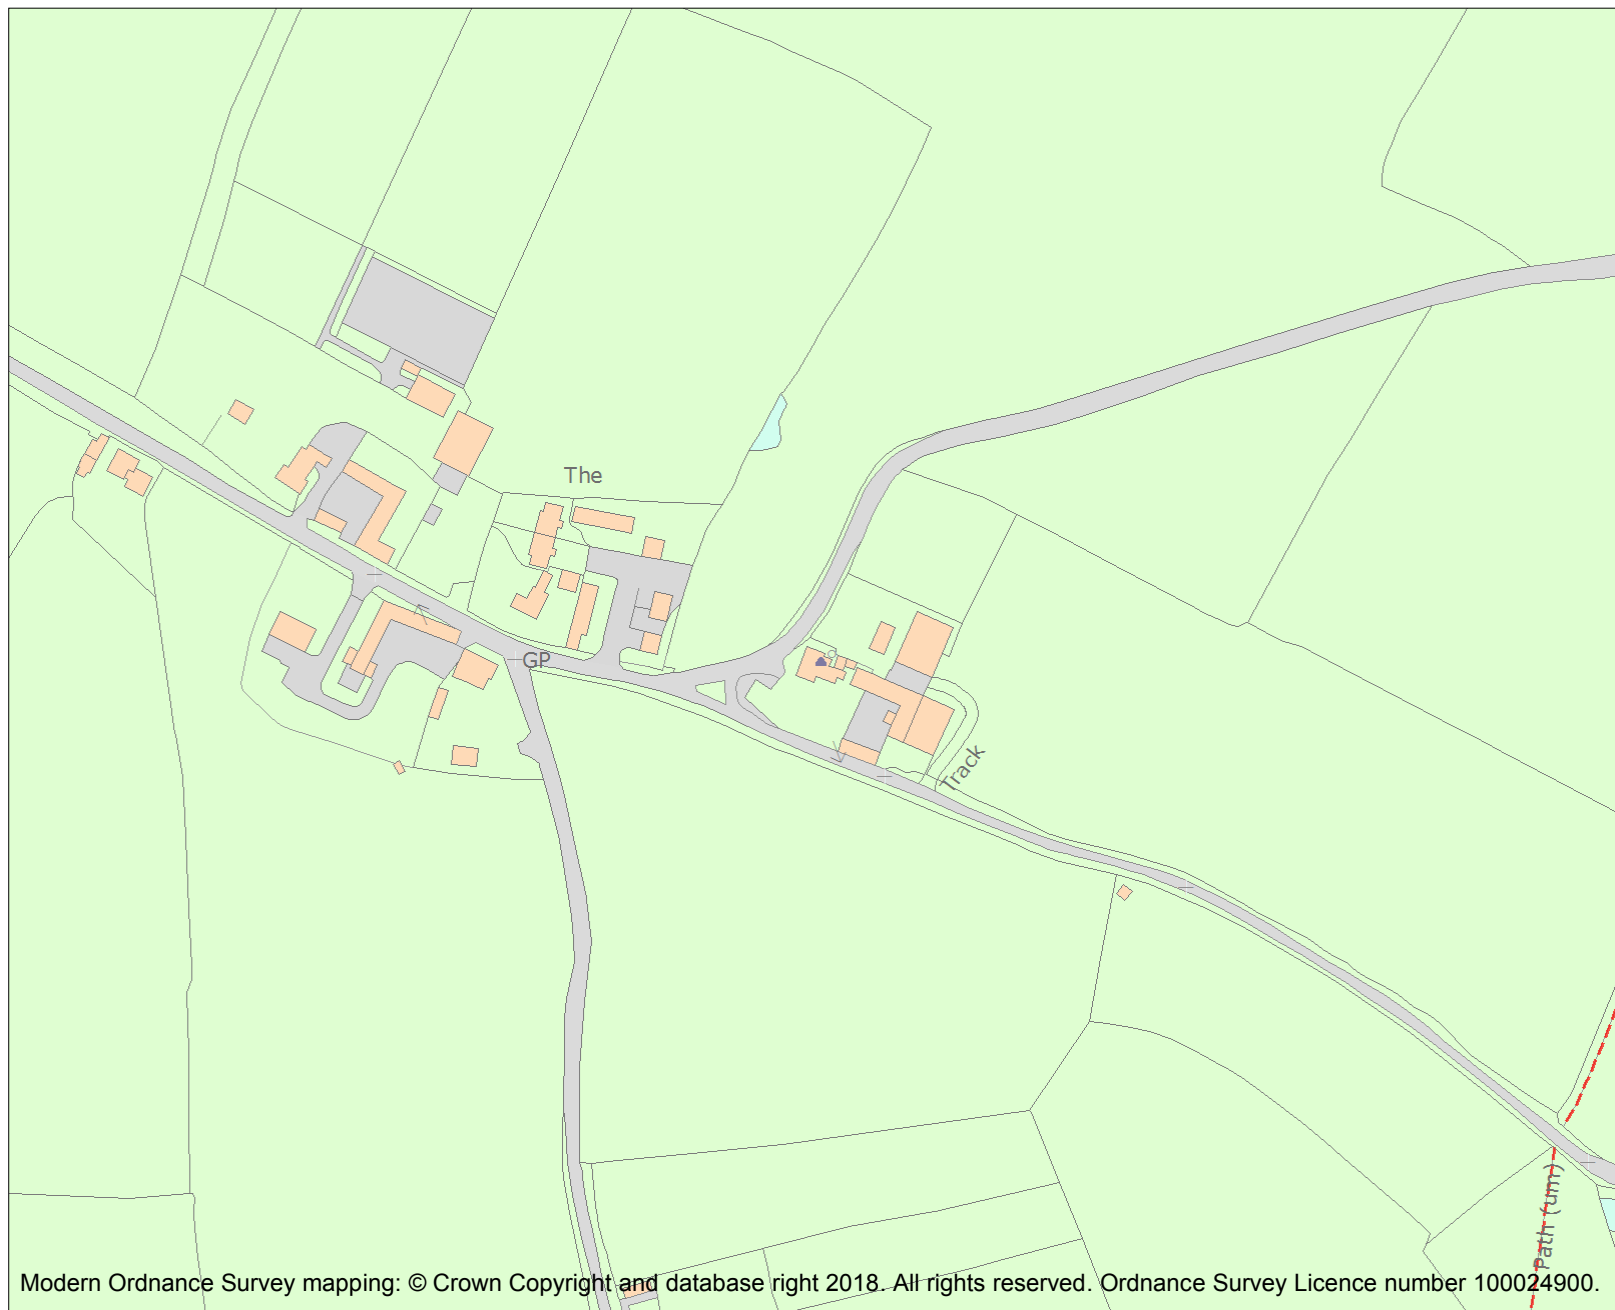 The
GP
Track
Path (um)
Modern Ordnance Survey mapping: © Crown Copyright and database right 2018. All rights reserved. Ordnance Survey Licence number 100024900.